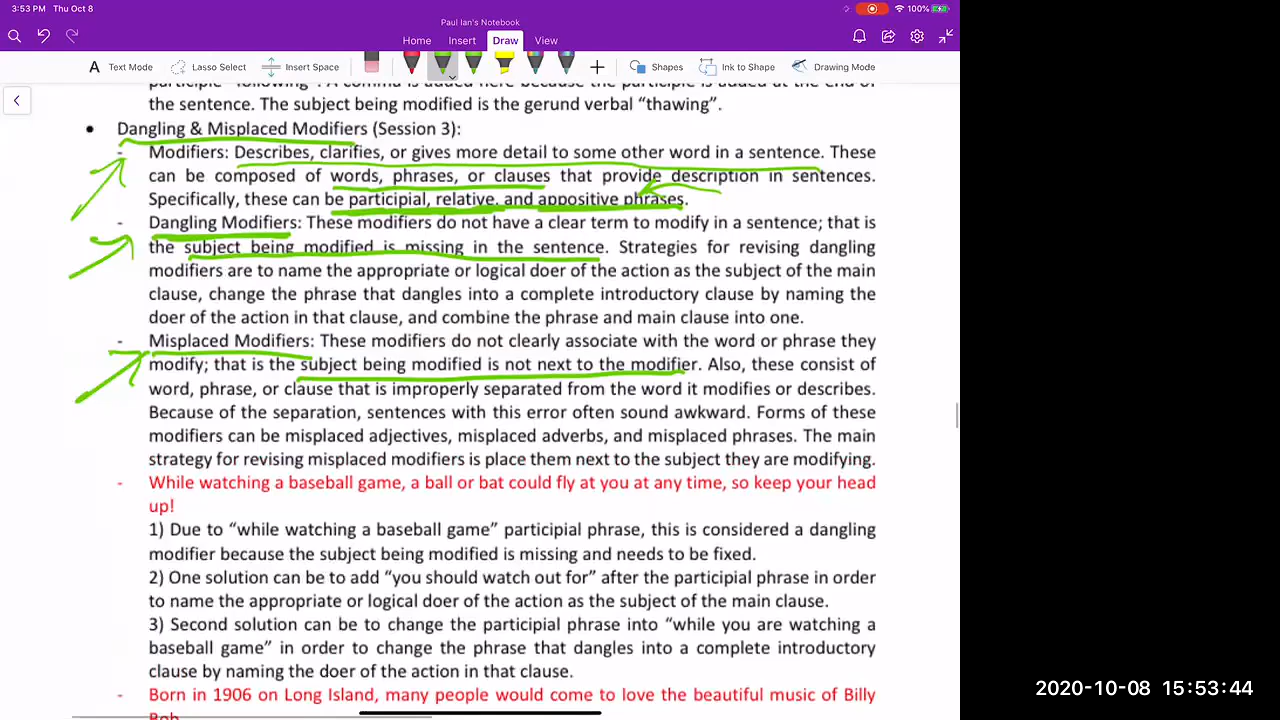 3:53 PM Thu Oct 8
100%
Paul Ian's Notebook
Home Insert Draw View
A Text Mode Lasso Select Insert Space Shapes Ink to Shape Drawing Mode
participle "following". A comma is added here because the participle is added at the end of
the sentence. The subject being modified is the gerund verbal "thawing".
• Dangling & Misplaced Modifiers (Session 3):
- Modifiers: Describes, clarifies, or gives more detail to some other word in a sentence. These
can be composed of words, phrases, or clauses that provide description in sentences.
Specifically, these can be participial, relative, and appositive phrases.
- Dangling Modifiers: These modifiers do not have a clear term to modify in a sentence; that is
the subject being modified is missing in the sentence. Strategies for revising dangling
modifiers are to name the appropriate or logical doer of the action as the subject of the main
clause, change the phrase that dangles into a complete introductory clause by naming the
doer of the action in that clause, and combine the phrase and main clause into one.
- Misplaced Modifiers: These modifiers do not clearly associate with the word or phrase they
modify; that is the subject being modified is not next to the modifier. Also, these consist of
word, phrase, or clause that is improperly separated from the word it modifies or describes.
Because of the separation, sentences with this error often sound awkward. Forms of these
modifiers can be misplaced adjectives, misplaced adverbs, and misplaced phrases. The main
strategy for revising misplaced modifiers is place them next to the subject they are modifying.
- While watching a baseball game, a ball or bat could fly at you at any time, so keep your head
up!
1) Due to "while watching a baseball game" participial phrase, this is considered a dangling
modifier because the subject being modified is missing and needs to be fixed.
2) One solution can be to add "you should watch out for" after the participial phrase in order
to name the appropriate or logical doer of the action as the subject of the main clause.
3) Second solution can be to change the participial phrase into "while you are watching a
baseball game" in order to change the phrase that dangles into a complete introductory
clause by naming the doer of the action in that clause.
- Born in 1906 on Long Island, many people would come to love the beautiful music of Billy
Bob
2020-10-08 15:53:44